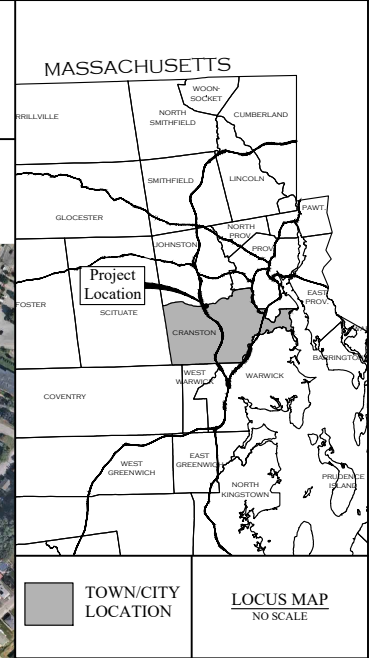 MASSACHUSETTS
WOON-
SOCKET
RRILLVILLE
NORTH
SMITHFIELD
CUMBERLAND
SMITHFIELD
LINCOLN
GLOCESTER
PAWT.
NORTH
PROV.
JOHNSTON
PROV.
Project
Location
EAST
PROV.
FOSTER
SCITUATE
CRANSTON
BARRINGTON
WEST
WARWICK
WARWICK
COVENTRY
WEST
GREENWICH
EAST
GREENWICH
PRUDENCE
ISLAND
NORTH
KINGSTOWN
TOWN/CITY
LOCATION
LOCUS MAP
NO SCALE